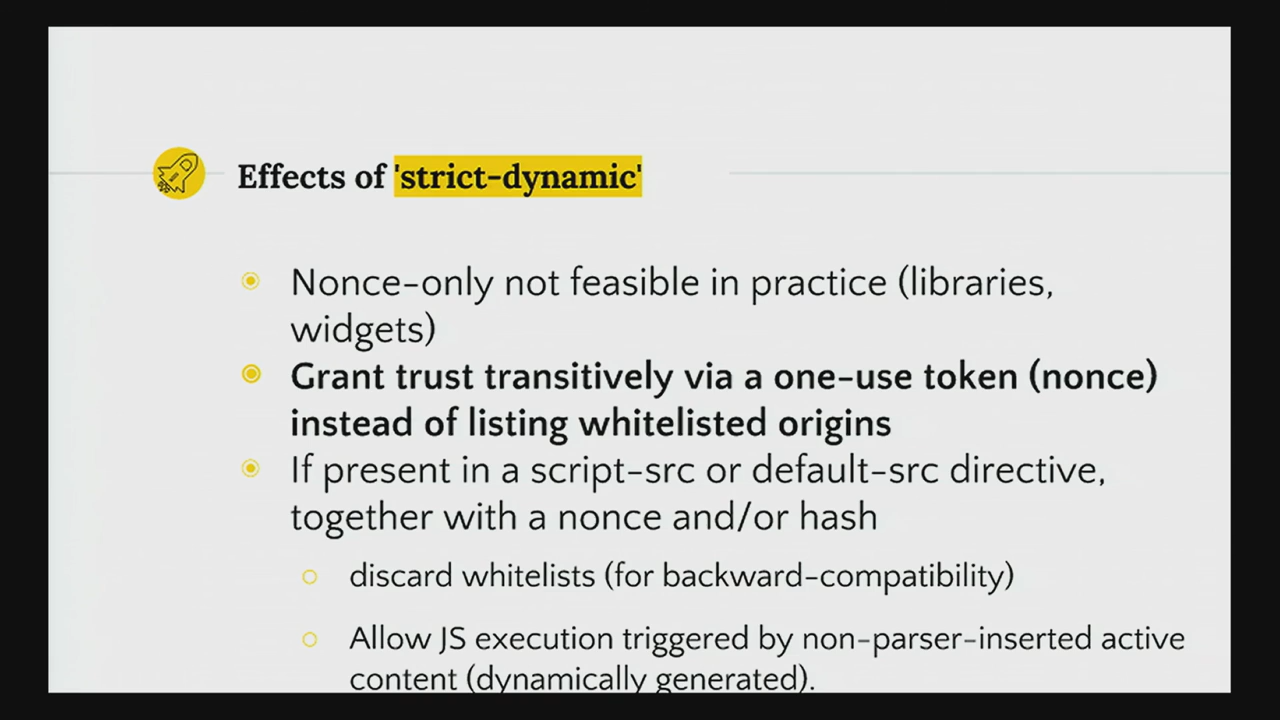 Effects of 'strict-dynamic'
Nonce-only not feasible in practice (libraries,
widgets)
Grant trust transitively via a one-use token (nonce)
instead of listing whitelisted origins
If present in a script-src or default-src directive,
together with a nonce and/or hash
discard whitelists (for backward-compatibility)
Allow JS execution triggered by non-parser-inserted active
content (dynamically generated).